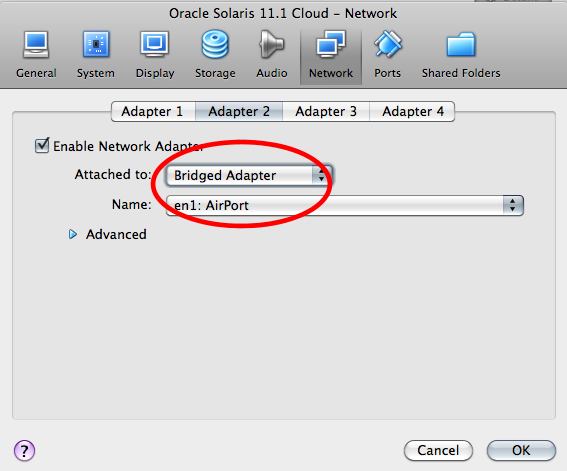 Oracle Solaris 11.1 Cloud – Network
General System Display Storage Audio Network Ports Shared Folders
Adapter 1 Adapter 2 Adapter 3 Adapter 4
Enable Network Adapter
Attached to: Bridged Adapter
Name: en1: AirPort
Advanced
? Cancel OK